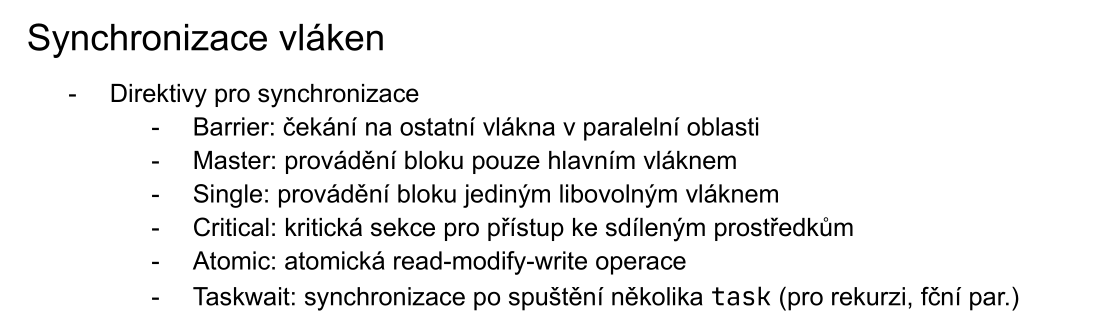 Synchronizace vláken
- Direktivy pro synchronizace
- Barrier: čekání na ostatní vlákna v paralelní oblasti
- Master: provádění bloku pouze hlavním vláknem
- Single: provádění bloku jediným libovolným vláknem
- Critical: kritická sekce pro přístup ke sdíleným prostředkům
- Atomic: atomická read-modify-write operace
- Taskwait: synchronizace po spuštění několika task (pro rekurzi, fční par.)